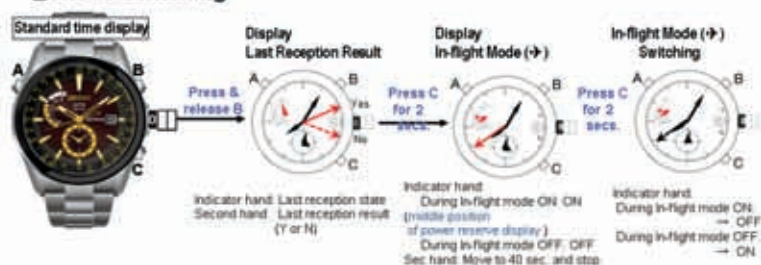 Standard time display
Display
Last Reception Result
Display
In-flight Mode (✈)
In-flight Mode (✈)
Switching
A
B
C
Press &
release B
A
B
C
Yes
No
Press C
for 2
secs.
A
B
C
Press C
for 2
secs.
A
B
C
Indicator hand: Last reception state
Second hand: Last reception result
(Y or N)
Indicator hand:
During In-flight mode ON: ON
(middle position
of power reserve display)
During In-flight mode OFF: OFF
Sec hand: Move to 40 sec. and stop
Indicator hand:
During In-flight mode ON:
→ OFF
During In-flight mode OFF:
→ ON